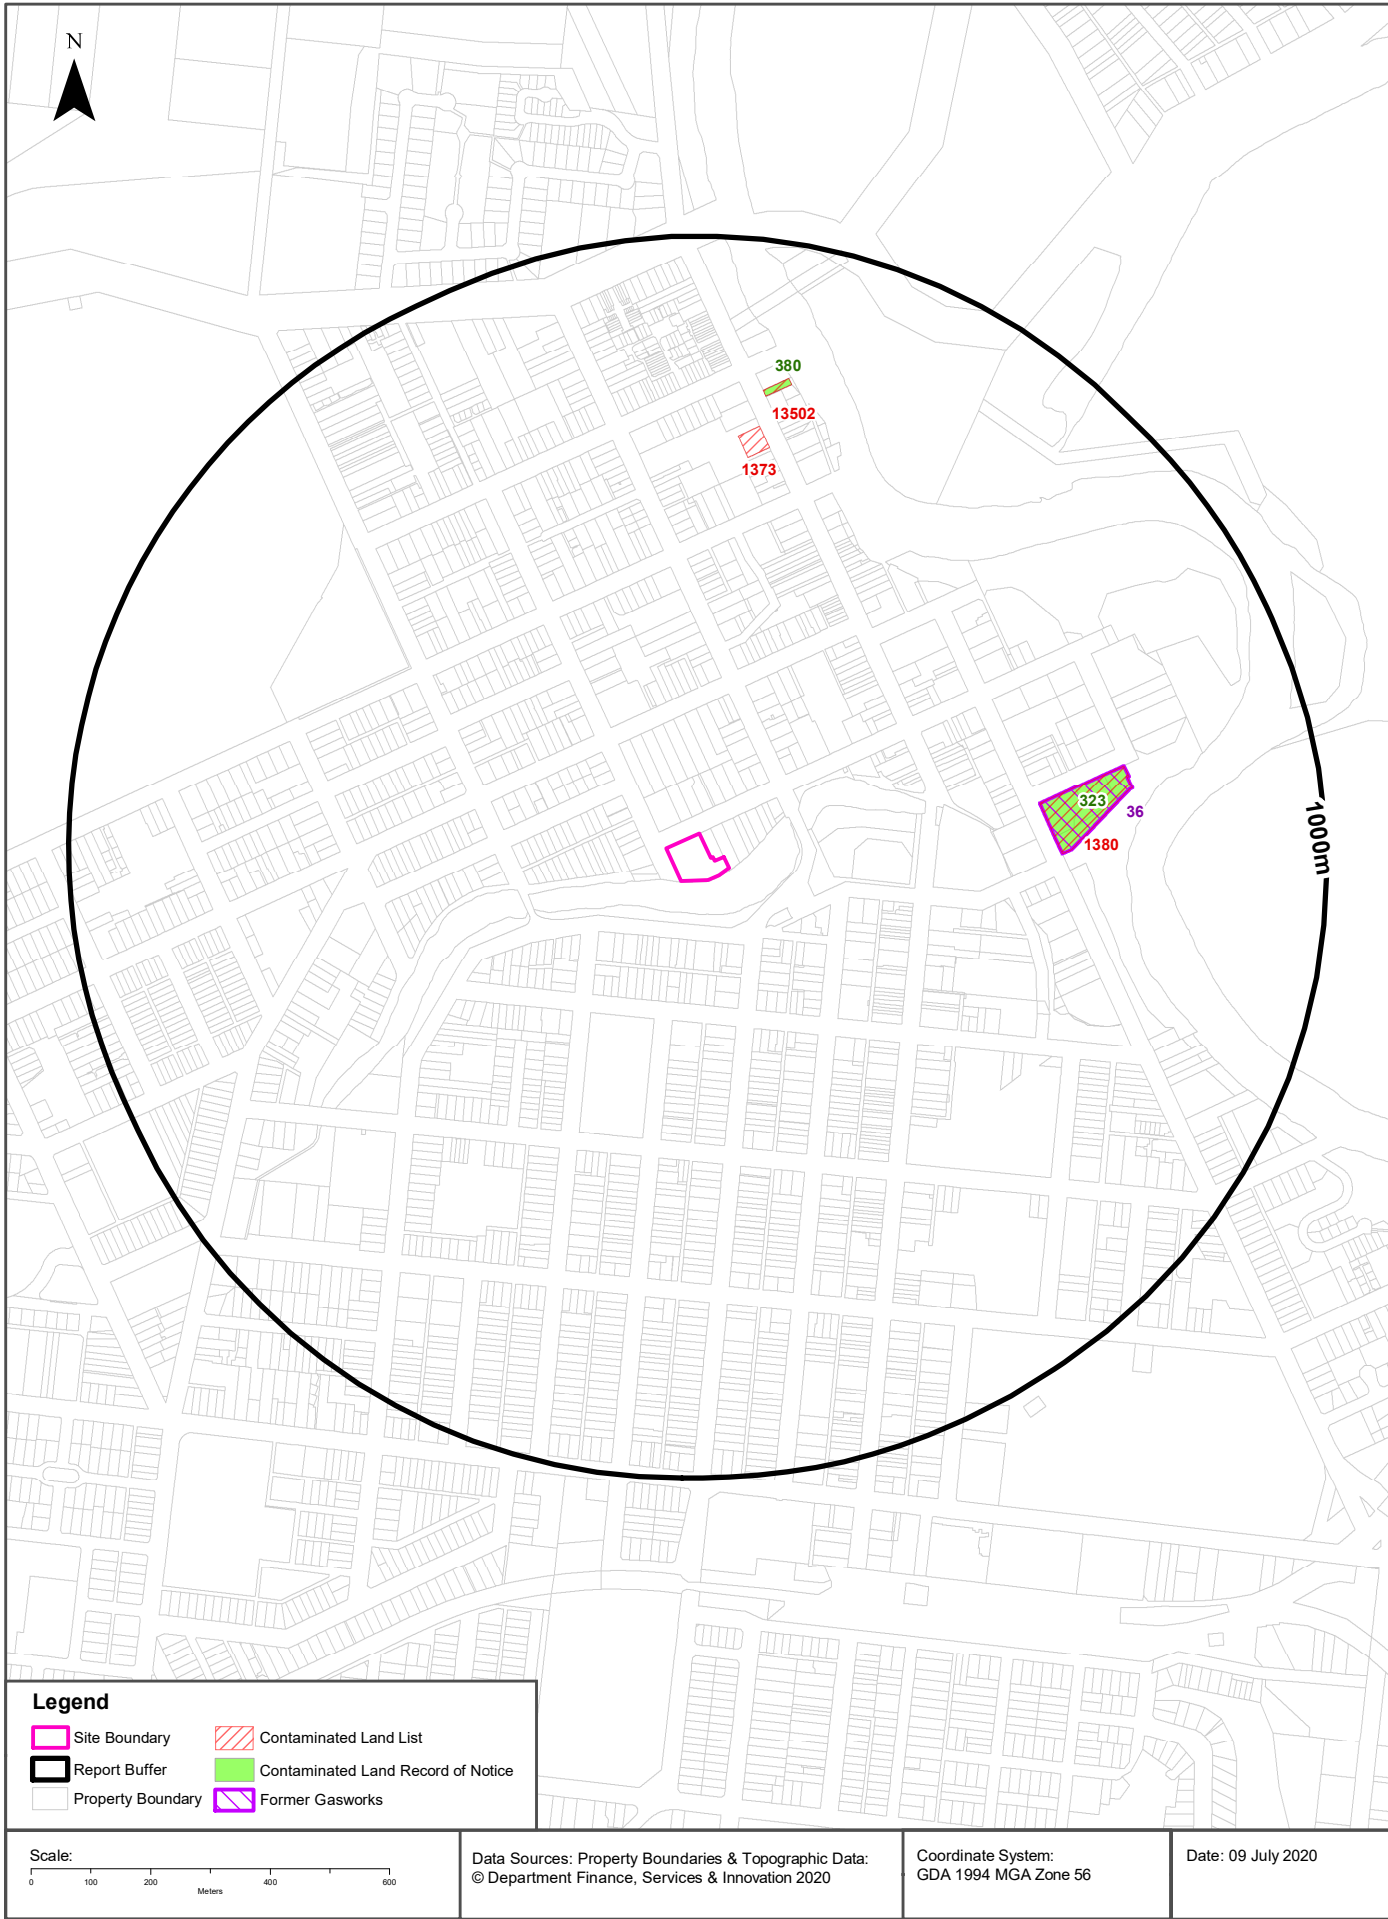 N
380
13502
1373
323
36
1380
1000m
Legend
Site Boundary
Contaminated Land List
Report Buffer
Contaminated Land Record of Notice
Property Boundary
Former Gasworks
Scale:
0 100 200 400 600
Meters
Data Sources: Property Boundaries & Topographic Data:
© Department Finance, Services & Innovation 2020
Coordinate System:
GDA 1994 MGA Zone 56
Date: 09 July 2020